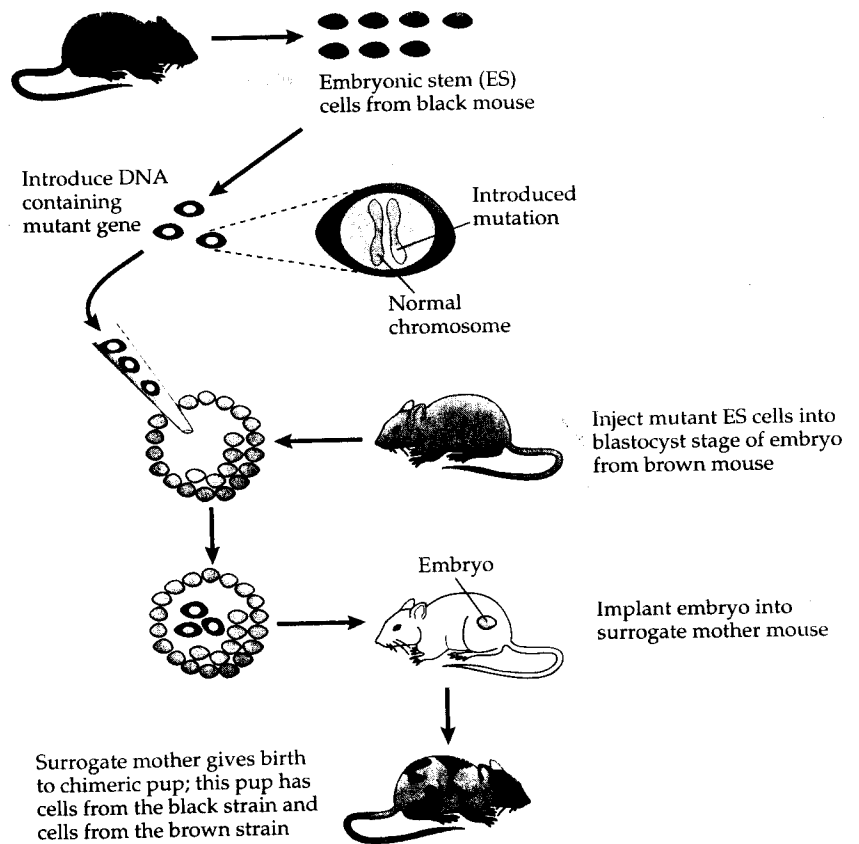 Embryonic stem (ES)
cells from black mouse
Introduce DNA
containing
mutant gene
Introduced
mutation
Normal
chromosome
Inject mutant ES cells into
blastocyst stage of embryo
from brown mouse
Embryo
Implant embryo into
surrogate mother mouse
Surrogate mother gives birth
to chimeric pup; this pup has
cells from the black strain and
cells from the brown strain